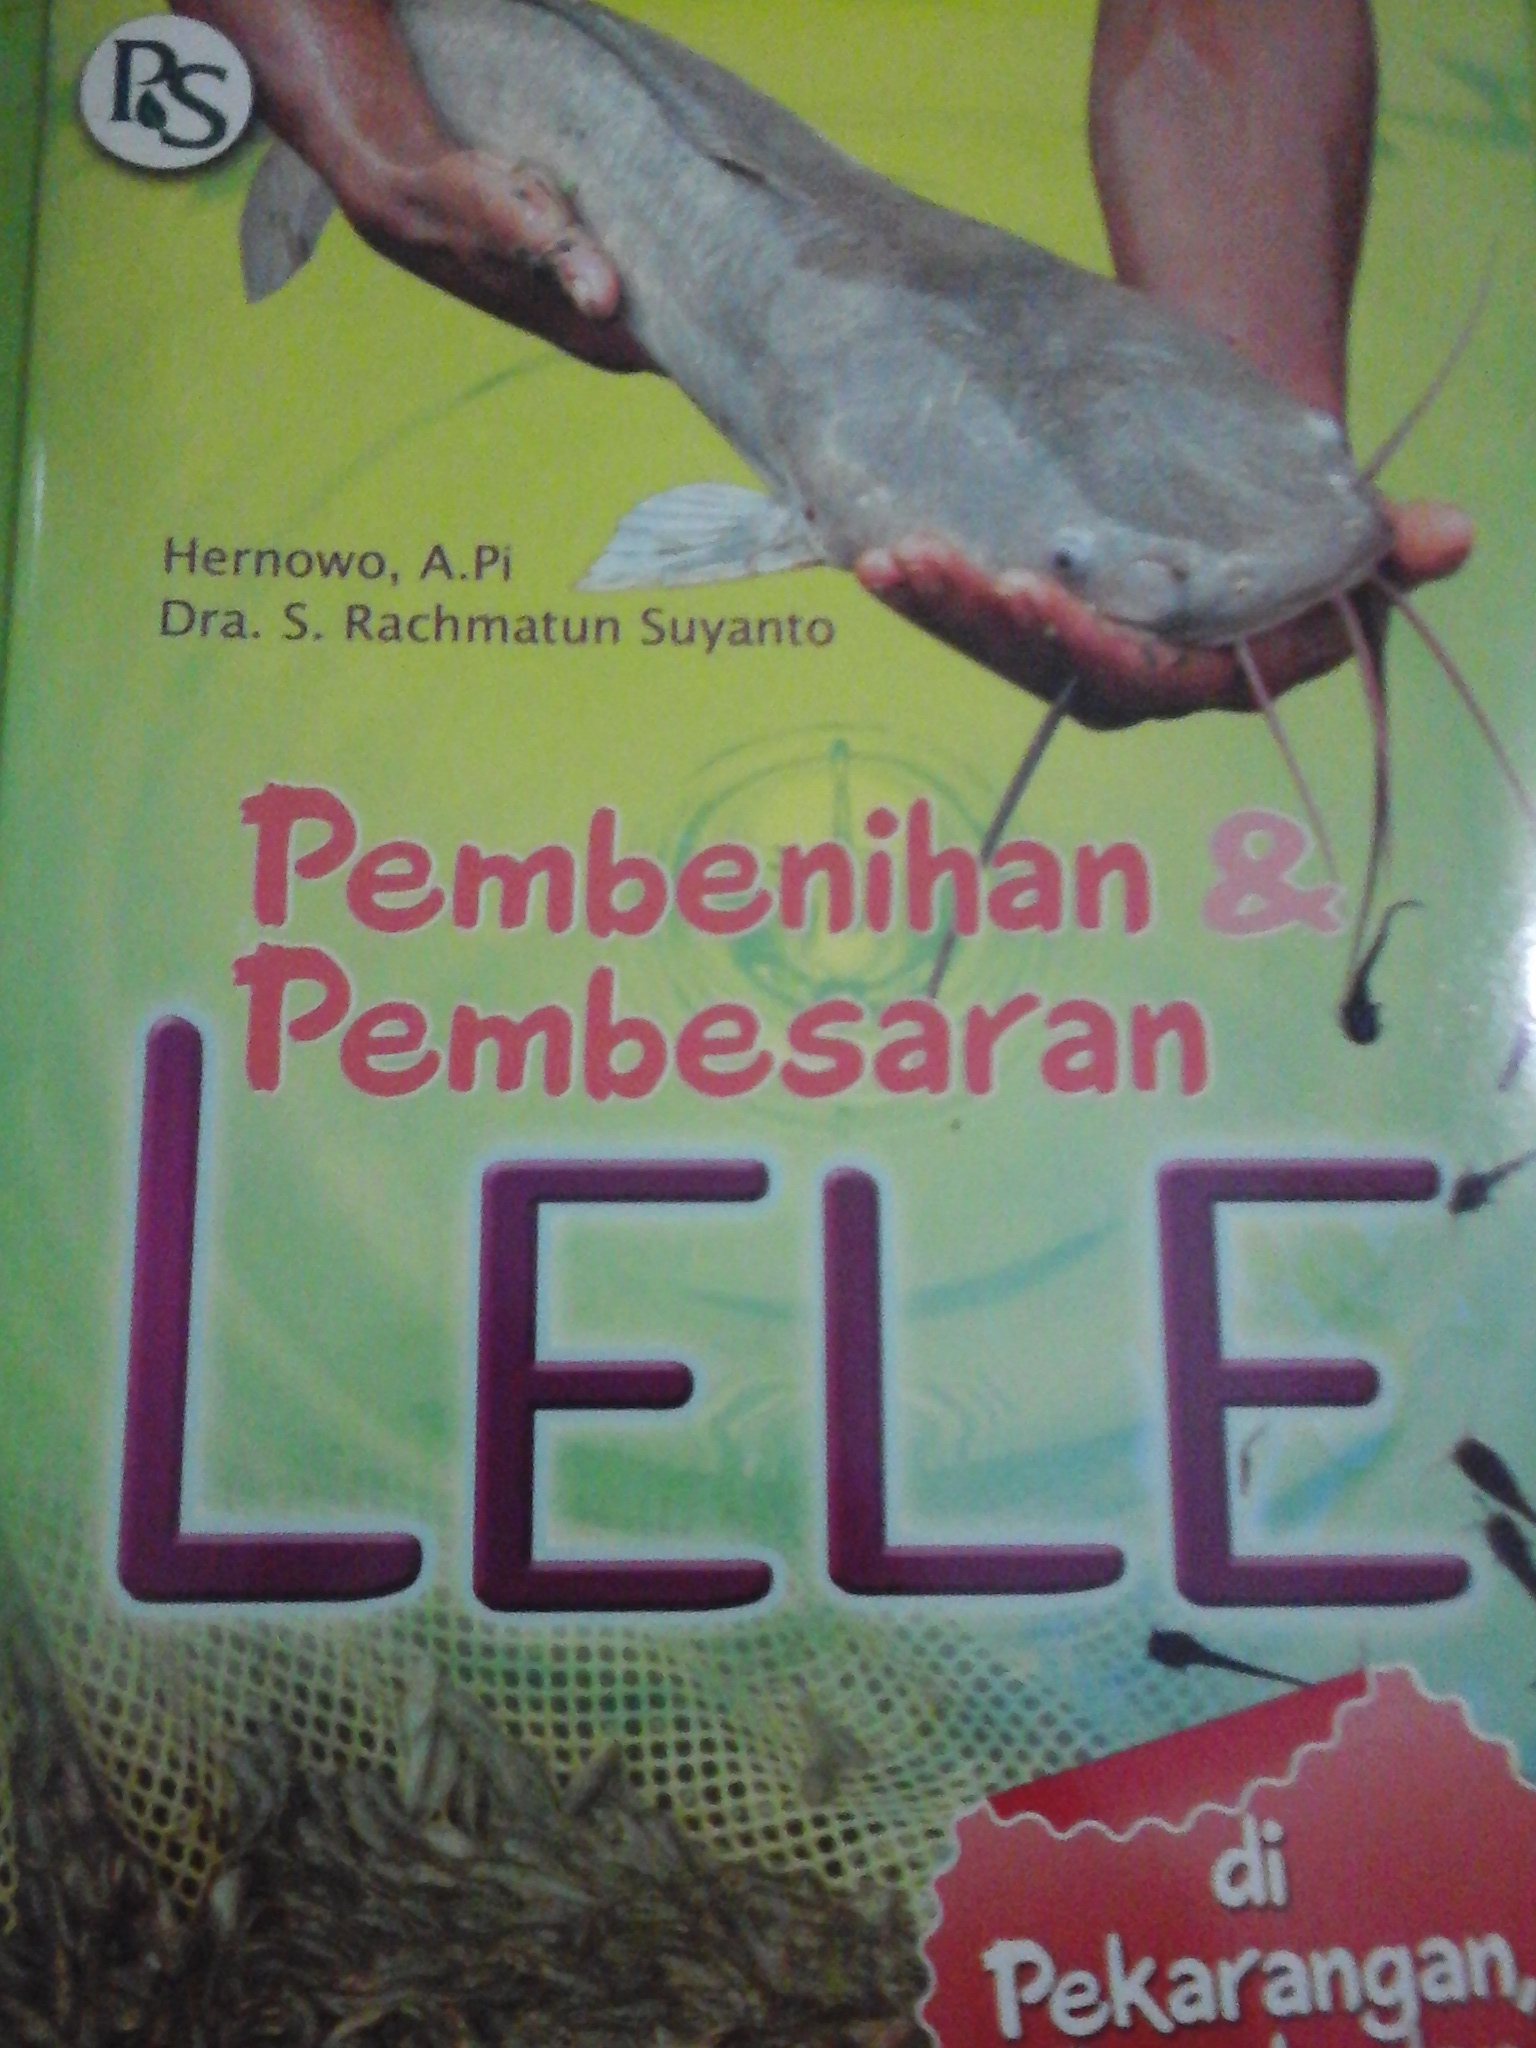 PS
Hernowo, A.Pi
Dra. S. Rachmatun Suyanto
Pembenihan &
Pembesaran
LELE
di
Pekarangan,